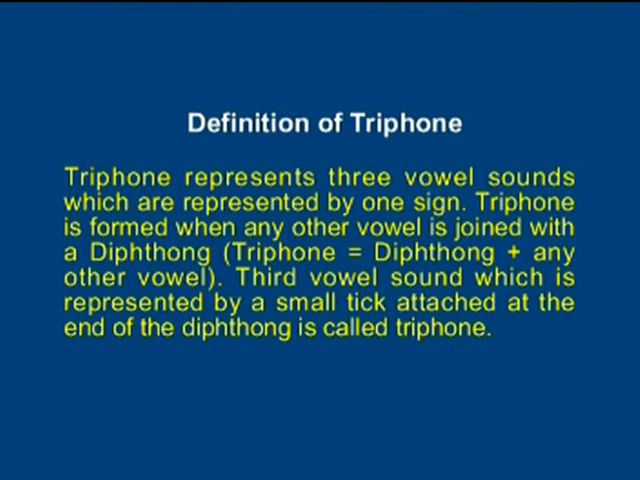 Definition of Triphone
Triphone represents three vowel sounds
which are represented by one sign. Triphone
is formed when any other vowel is joined with
a Diphthong (Triphone = Diphthong + any
other vowel). Third vowel sound which is
represented by a small tick attached at the
end of the diphthong is called triphone.